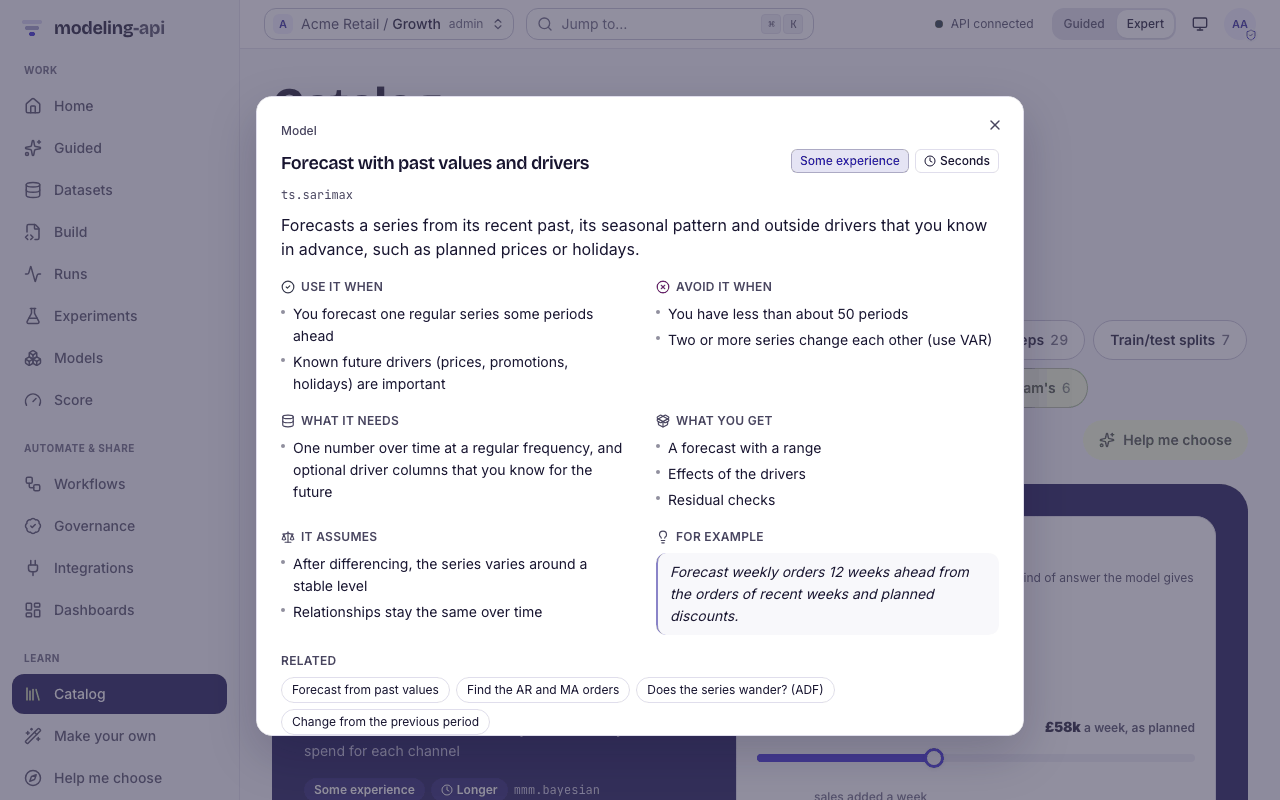 modeling-api
Acme Retail / Growth admin
Jump to...
⌘ K
API connected
Guided
Expert
AA
WORK
Home
Guided
Datasets
Build
Runs
Experiments
Models
Score
AUTOMATE & SHARE
Workflows
Governance
Integrations
Dashboards
LEARN
Catalog
Make your own
Help me choose
Model
Forecast with past values and drivers
Some experience
Seconds
ts.sarimax
Forecasts a series from its recent past, its seasonal pattern and outside drivers that you know
in advance, such as planned prices or holidays.
USE IT WHEN
You forecast one regular series some periods
ahead
Known future drivers (prices, promotions,
holidays) are important
AVOID IT WHEN
You have less than about 50 periods
Two or more series change each other (use VAR)
WHAT IT NEEDS
One number over time at a regular frequency, and
optional driver columns that you know for the
future
WHAT YOU GET
A forecast with a range
Effects of the drivers
Residual checks
IT ASSUMES
After differencing, the series varies around a
stable level
Relationships stay the same over time
FOR EXAMPLE
Forecast weekly orders 12 weeks ahead from
the orders of recent weeks and planned
discounts.
RELATED
Forecast from past values
Find the AR and MA orders
Does the series wander? (ADF)
Change from the previous period
29
Train/test splits 7
6
Help me choose
ind of answer the model gives
£58k a week, as planned
sales added a week
spend for each channel
Some experience
Longer
mmm.bayesian